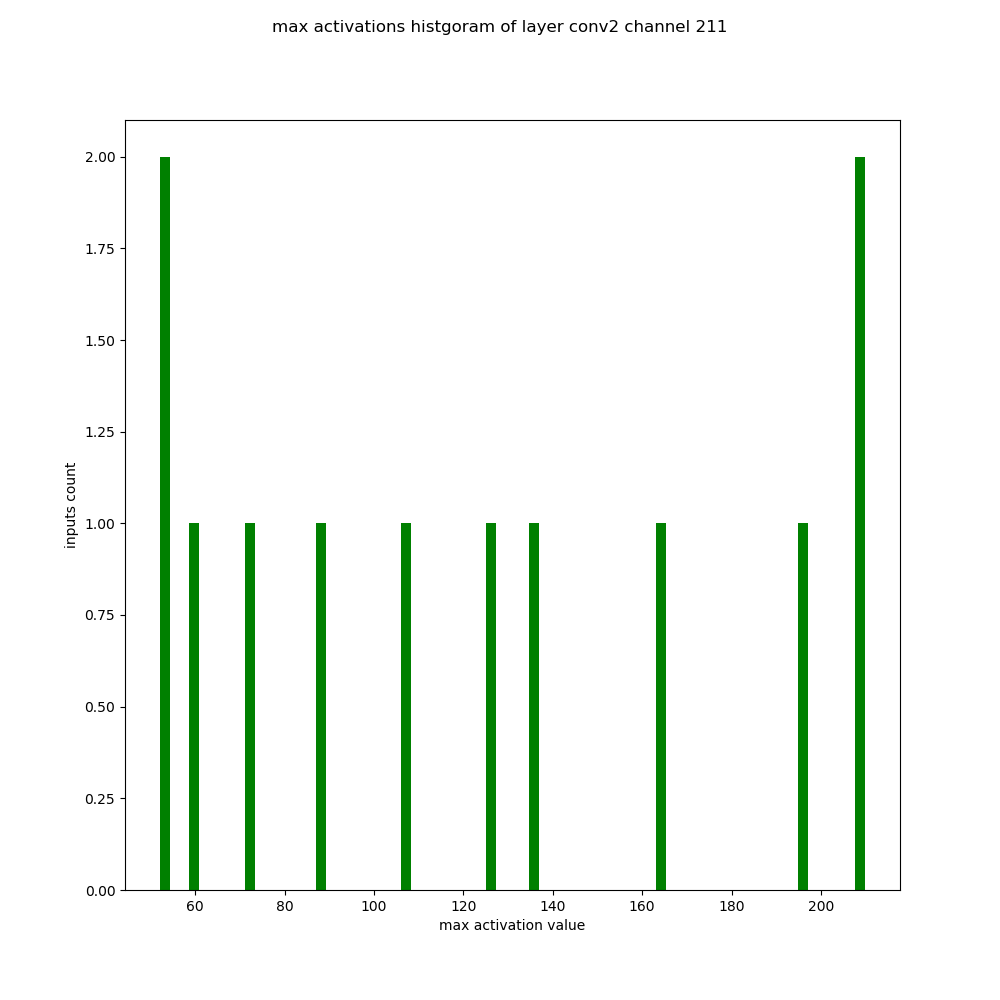 max activations histgoram of layer conv2 channel 211
2.00
1.75
1.50
1.25
1.00
0.75
0.50
0.25
0.00
inputs count
60 80 100 120 140 160 180 200
max activation value